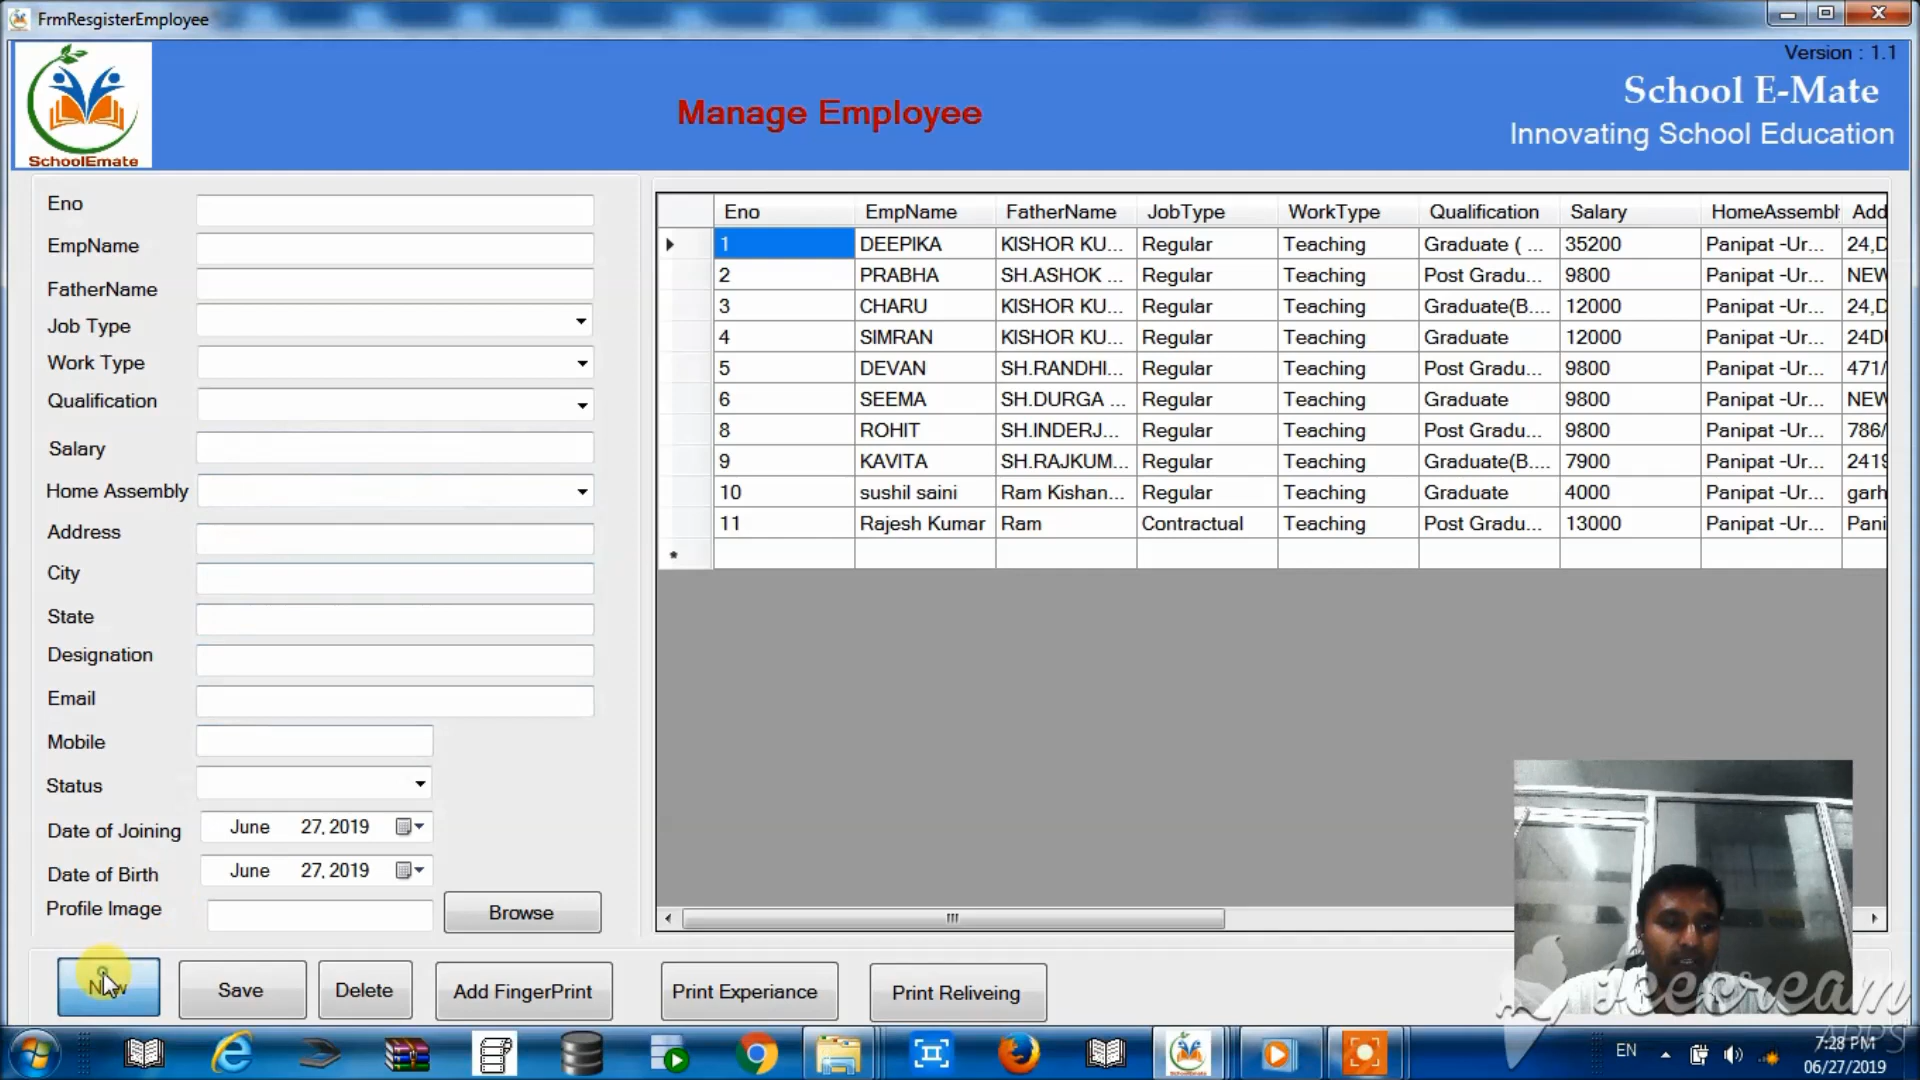 FrmResgisterEmployee
Version : 1.1
SchoolEmate
Manage Employee
School E-Mate
Innovating School Education
Eno
EmpName
FatherName
Job Type
Work Type
Qualification
Salary
Home Assembly
Address
City
State
Designation
Email
Mobile
Status
Date of Joining June 27, 2019
Date of Birth June 27, 2019
Profile Image Browse
Eno EmpName FatherName JobType WorkType Qualification Salary HomeAssembl Add
1 DEEPIKA KISHOR KU... Regular Teaching Graduate ( ... 35200 Panipat -Ur... 24,D
2 PRABHA SH.ASHOK ... Regular Teaching Post Gradu... 9800 Panipat -Ur... NEW
3 CHARU KISHOR KU... Regular Teaching Graduate(B.... 12000 Panipat -Ur... 24,D
4 SIMRAN KISHOR KU... Regular Teaching Graduate 12000 Panipat -Ur... 24D
5 DEVAN SH.RANDHI... Regular Teaching Post Gradu... 9800 Panipat -Ur... 471/
6 SEEMA SH.DURGA ... Regular Teaching Graduate 9800 Panipat -Ur... NEW
8 ROHIT SH.INDERJ... Regular Teaching Post Gradu... 9800 Panipat -Ur... 786/
9 KAVITA SH.RAJKUM... Regular Teaching Graduate(B.... 7900 Panipat -Ur... 2419
10 sushil saini Ram Kishan... Regular Teaching Graduate 4000 Panipat -Ur... garh
11 Rajesh Kumar Ram Contractual Teaching Post Gradu... 13000 Panipat -Ur... Pani
*
New Save Delete Add FingerPrint Print Experiance Print Reliveing
icecream
APPS
EN
7:28 PM
06/27/2019